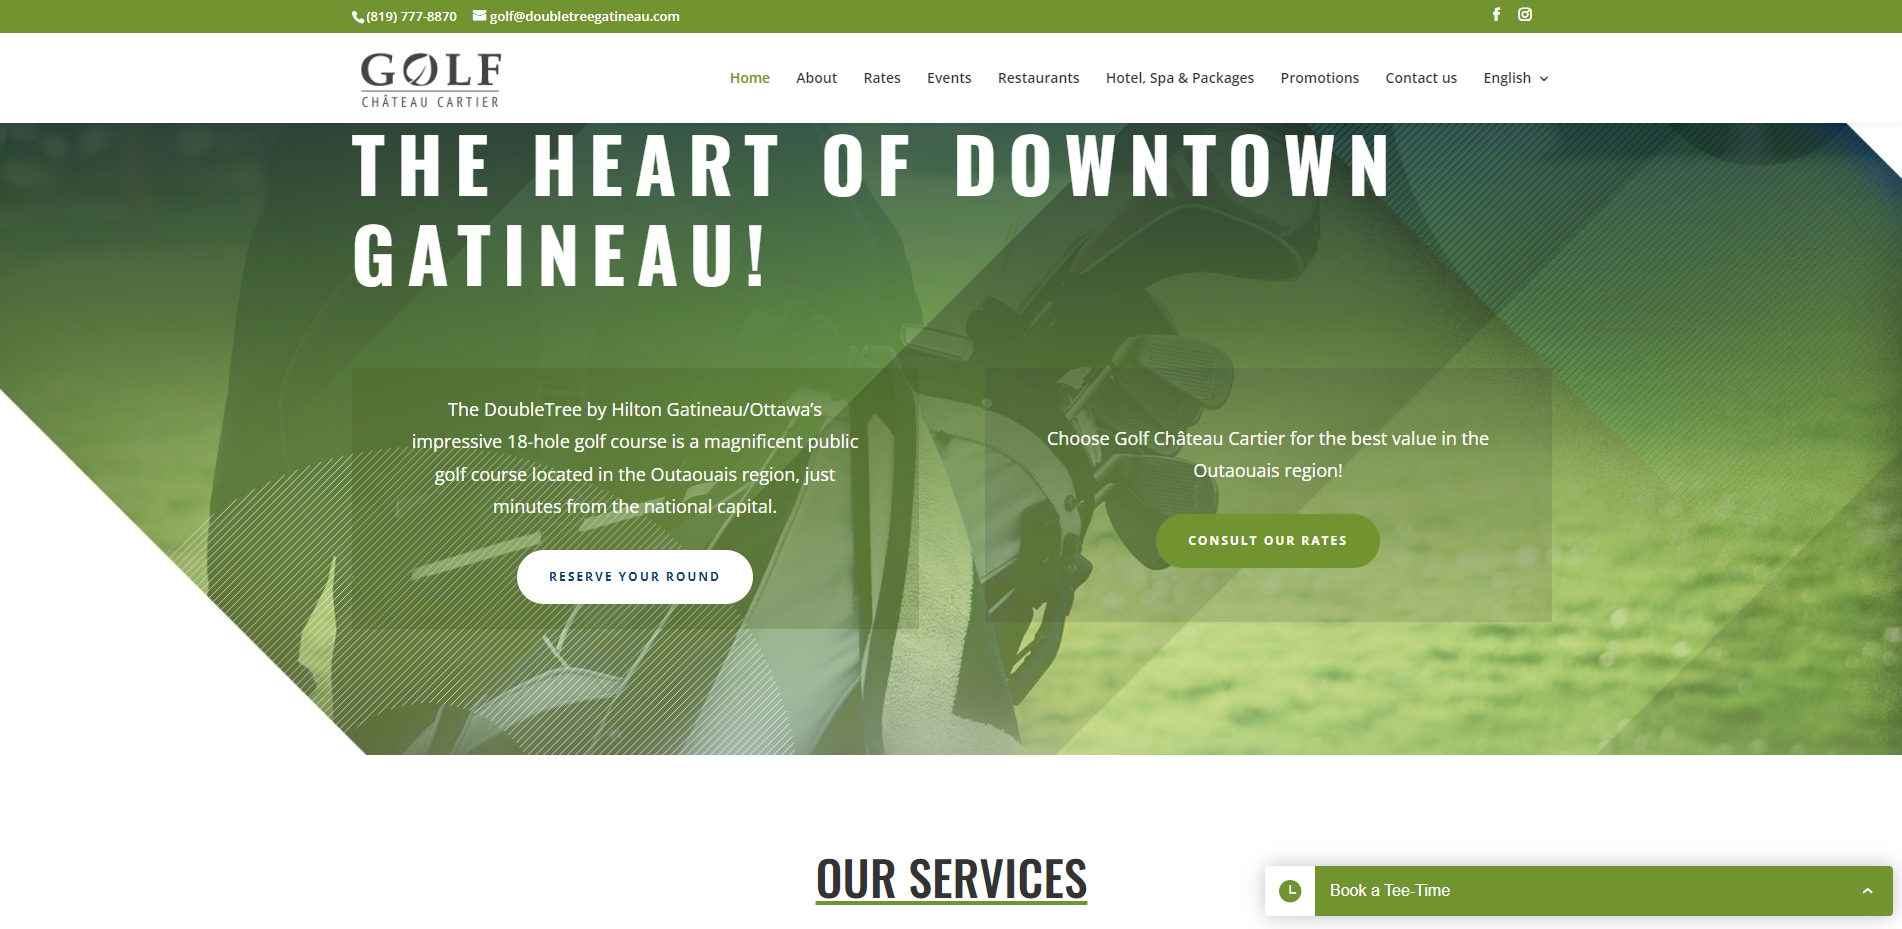 (819) 777-8870 golf@doubletreegatineau.com
GOLF
CHÂTEAU CARTIER
Home About Rates Events Restaurants Hotel, Spa & Packages Promotions Contact us English
THE HEART OF DOWNTOWN
GATINEAU!
The DoubleTree by Hilton Gatineau/Ottawa’s
impressive 18-hole golf course is a magnificent public
golf course located in the Outaouais region, just
minutes from the national capital.
RESERVE YOUR ROUND
Choose Golf Château Cartier for the best value in the
Outaouais region!
CONSULT OUR RATES
OUR SERVICES
Book a Tee-Time